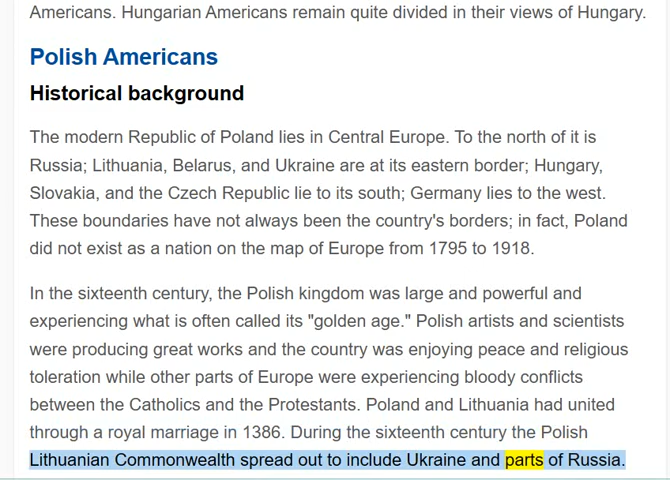 Americans. Hungarian Americans remain quite divided in their views of Hungary.
Polish Americans
Historical background
The modern Republic of Poland lies in Central Europe. To the north of it is
Russia; Lithuania, Belarus, and Ukraine are at its eastern border; Hungary,
Slovakia, and the Czech Republic lie to its south; Germany lies to the west.
These boundaries have not always been the country's borders; in fact, Poland
did not exist as a nation on the map of Europe from 1795 to 1918.
In the sixteenth century, the Polish kingdom was large and powerful and
experiencing what is often called its "golden age." Polish artists and scientists
were producing great works and the country was enjoying peace and religious
toleration while other parts of Europe were experiencing bloody conflicts
between the Catholics and the Protestants. Poland and Lithuania had united
through a royal marriage in 1386. During the sixteenth century the Polish
Lithuanian Commonwealth spread out to include Ukraine and parts of Russia.